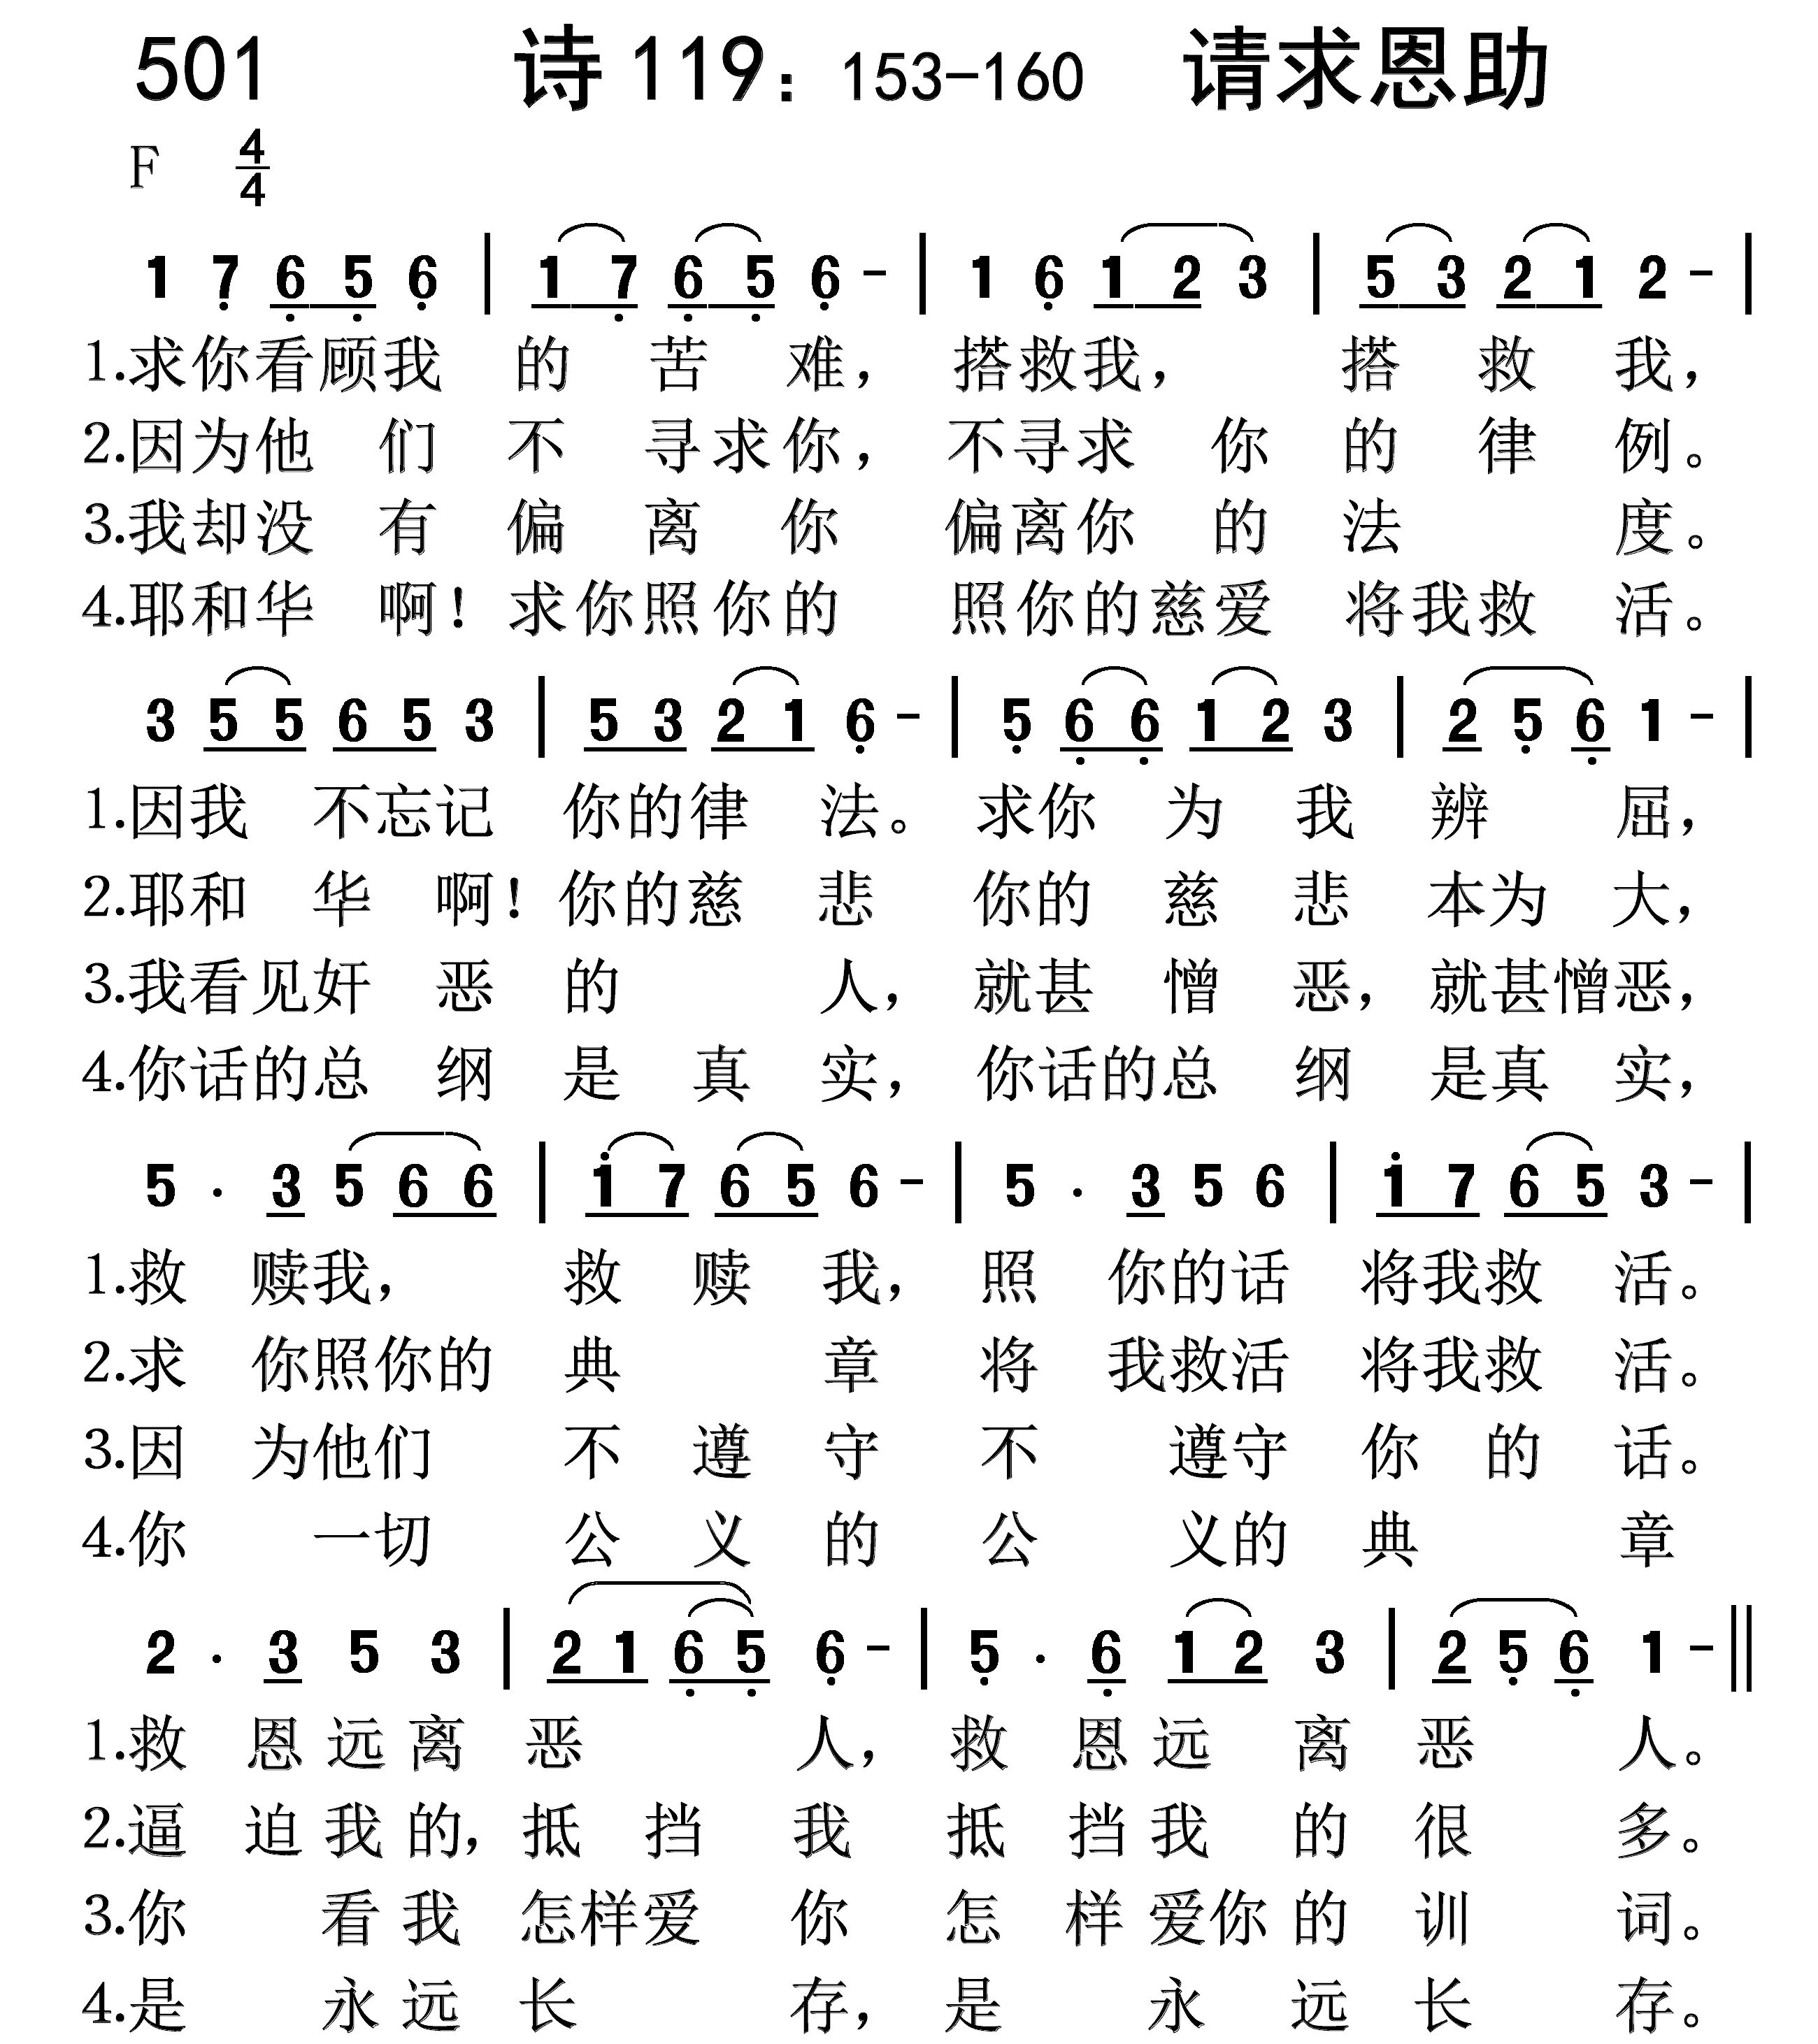 501 诗119：153-160 请求恩助
F 4/4
1 7̣ 6̣ 5̣ 6̣ | 1 7̣ 6̣ 5̣ 6̣ - | 1 6̣ 1 2 3 | 5 3 2 1 2 - |
1.求你看顾我 的 苦 难， 搭救我， 搭 救 我，
2.因为他 们 不 寻求你， 不寻求 你 的 律 例。
3.我却没 有 偏 离 你 偏离你 的 法 度。
4.耶和华 啊！求你照你的 照你的慈爱 将我救 活。
3 5 5 6 5 3 | 5 3 2 1 6̣ - | 5̣ 6̣ 6̣ 1 2 3 | 2 5̣ 6̣ 1 - |
1.因我 不忘记 你的律 法。 求你 为 我 辨 屈，
2.耶和 华 啊！你的慈 悲 你的 慈 悲 本为 大，
3.我看见奸 恶 的 人， 就甚 憎 恶， 就甚憎恶，
4.你话的总 纲 是 真 实， 你话的总 纲 是真 实，
5 · 3 5 6 6 | 1̇ 7 6 5 6 - | 5 · 3 5 6 | 1̇ 7 6 5 3 - |
1.救 赎我， 救 赎 我， 照 你的话 将我救 活。
2.求 你照你的 典 章 将 我救活 将我救 活。
3.因 为他们 不 遵 守 不 遵守 你 的 话。
4.你 一切 公 义 的 公 义的 典 章
2 · 3 5 3 | 2 1 6̣ 5̣ 6̣ - | 5̣ · 6̣ 1 2 3 | 2 5̣ 6̣ 1 - ||
1.救 恩 远 离 恶 人， 救 恩 远 离 恶 人。
2.逼 迫 我 的， 抵 挡 我 抵 挡 我 的 很 多。
3.你 看 我 怎样爱 你 怎 样 爱你 的 训 词。
4.是 永 远 长 存， 是 永 远 长 存。